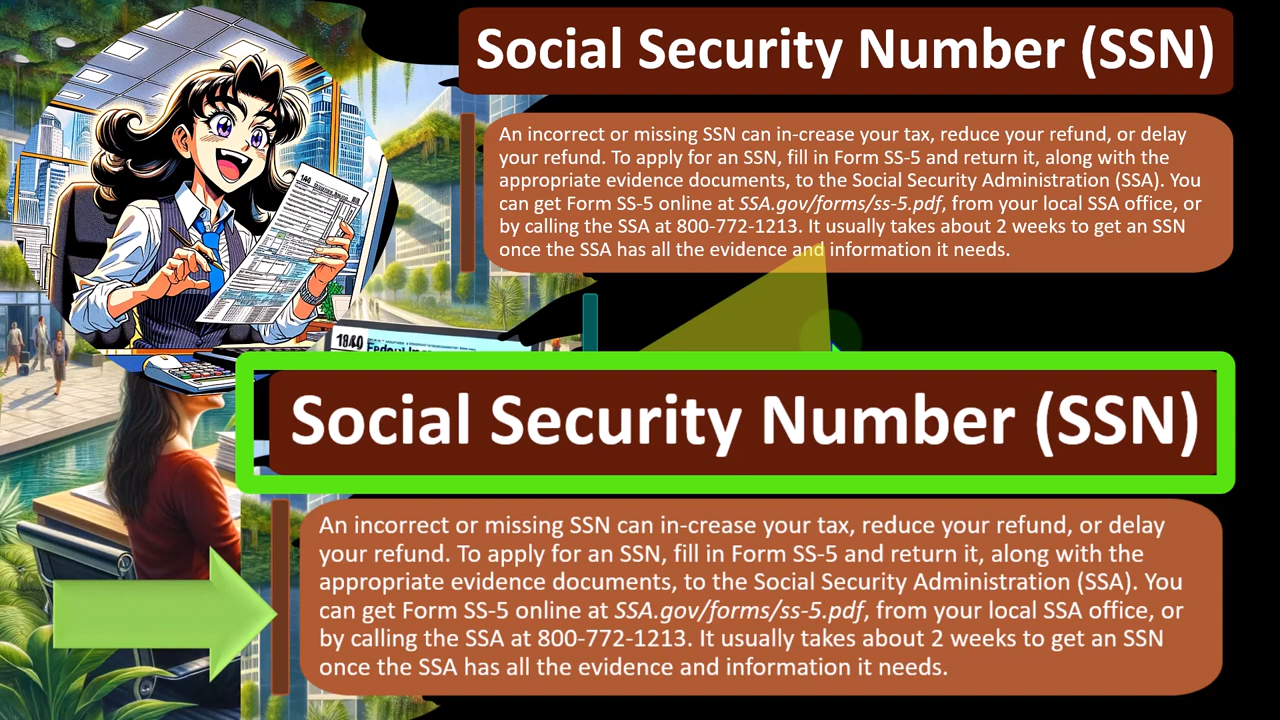 Social Security Number (SSN)
An incorrect or missing SSN can in-crease your tax, reduce your refund, or delay
your refund. To apply for an SSN, fill in Form SS-5 and return it, along with the
appropriate evidence documents, to the Social Security Administration (SSA). You
can get Form SS-5 online at SSA.gov/forms/ss-5.pdf, from your local SSA office, or
by calling the SSA at 800-772-1213. It usually takes about 2 weeks to get an SSN
once the SSA has all the evidence and information it needs.
Social Security Number (SSN)
An incorrect or missing SSN can in-crease your tax, reduce your refund, or delay
your refund. To apply for an SSN, fill in Form SS-5 and return it, along with the
appropriate evidence documents, to the Social Security Administration (SSA). You
can get Form SS-5 online at SSA.gov/forms/ss-5.pdf, from your local SSA office, or
by calling the SSA at 800-772-1213. It usually takes about 2 weeks to get an SSN
once the SSA has all the evidence and information it needs.